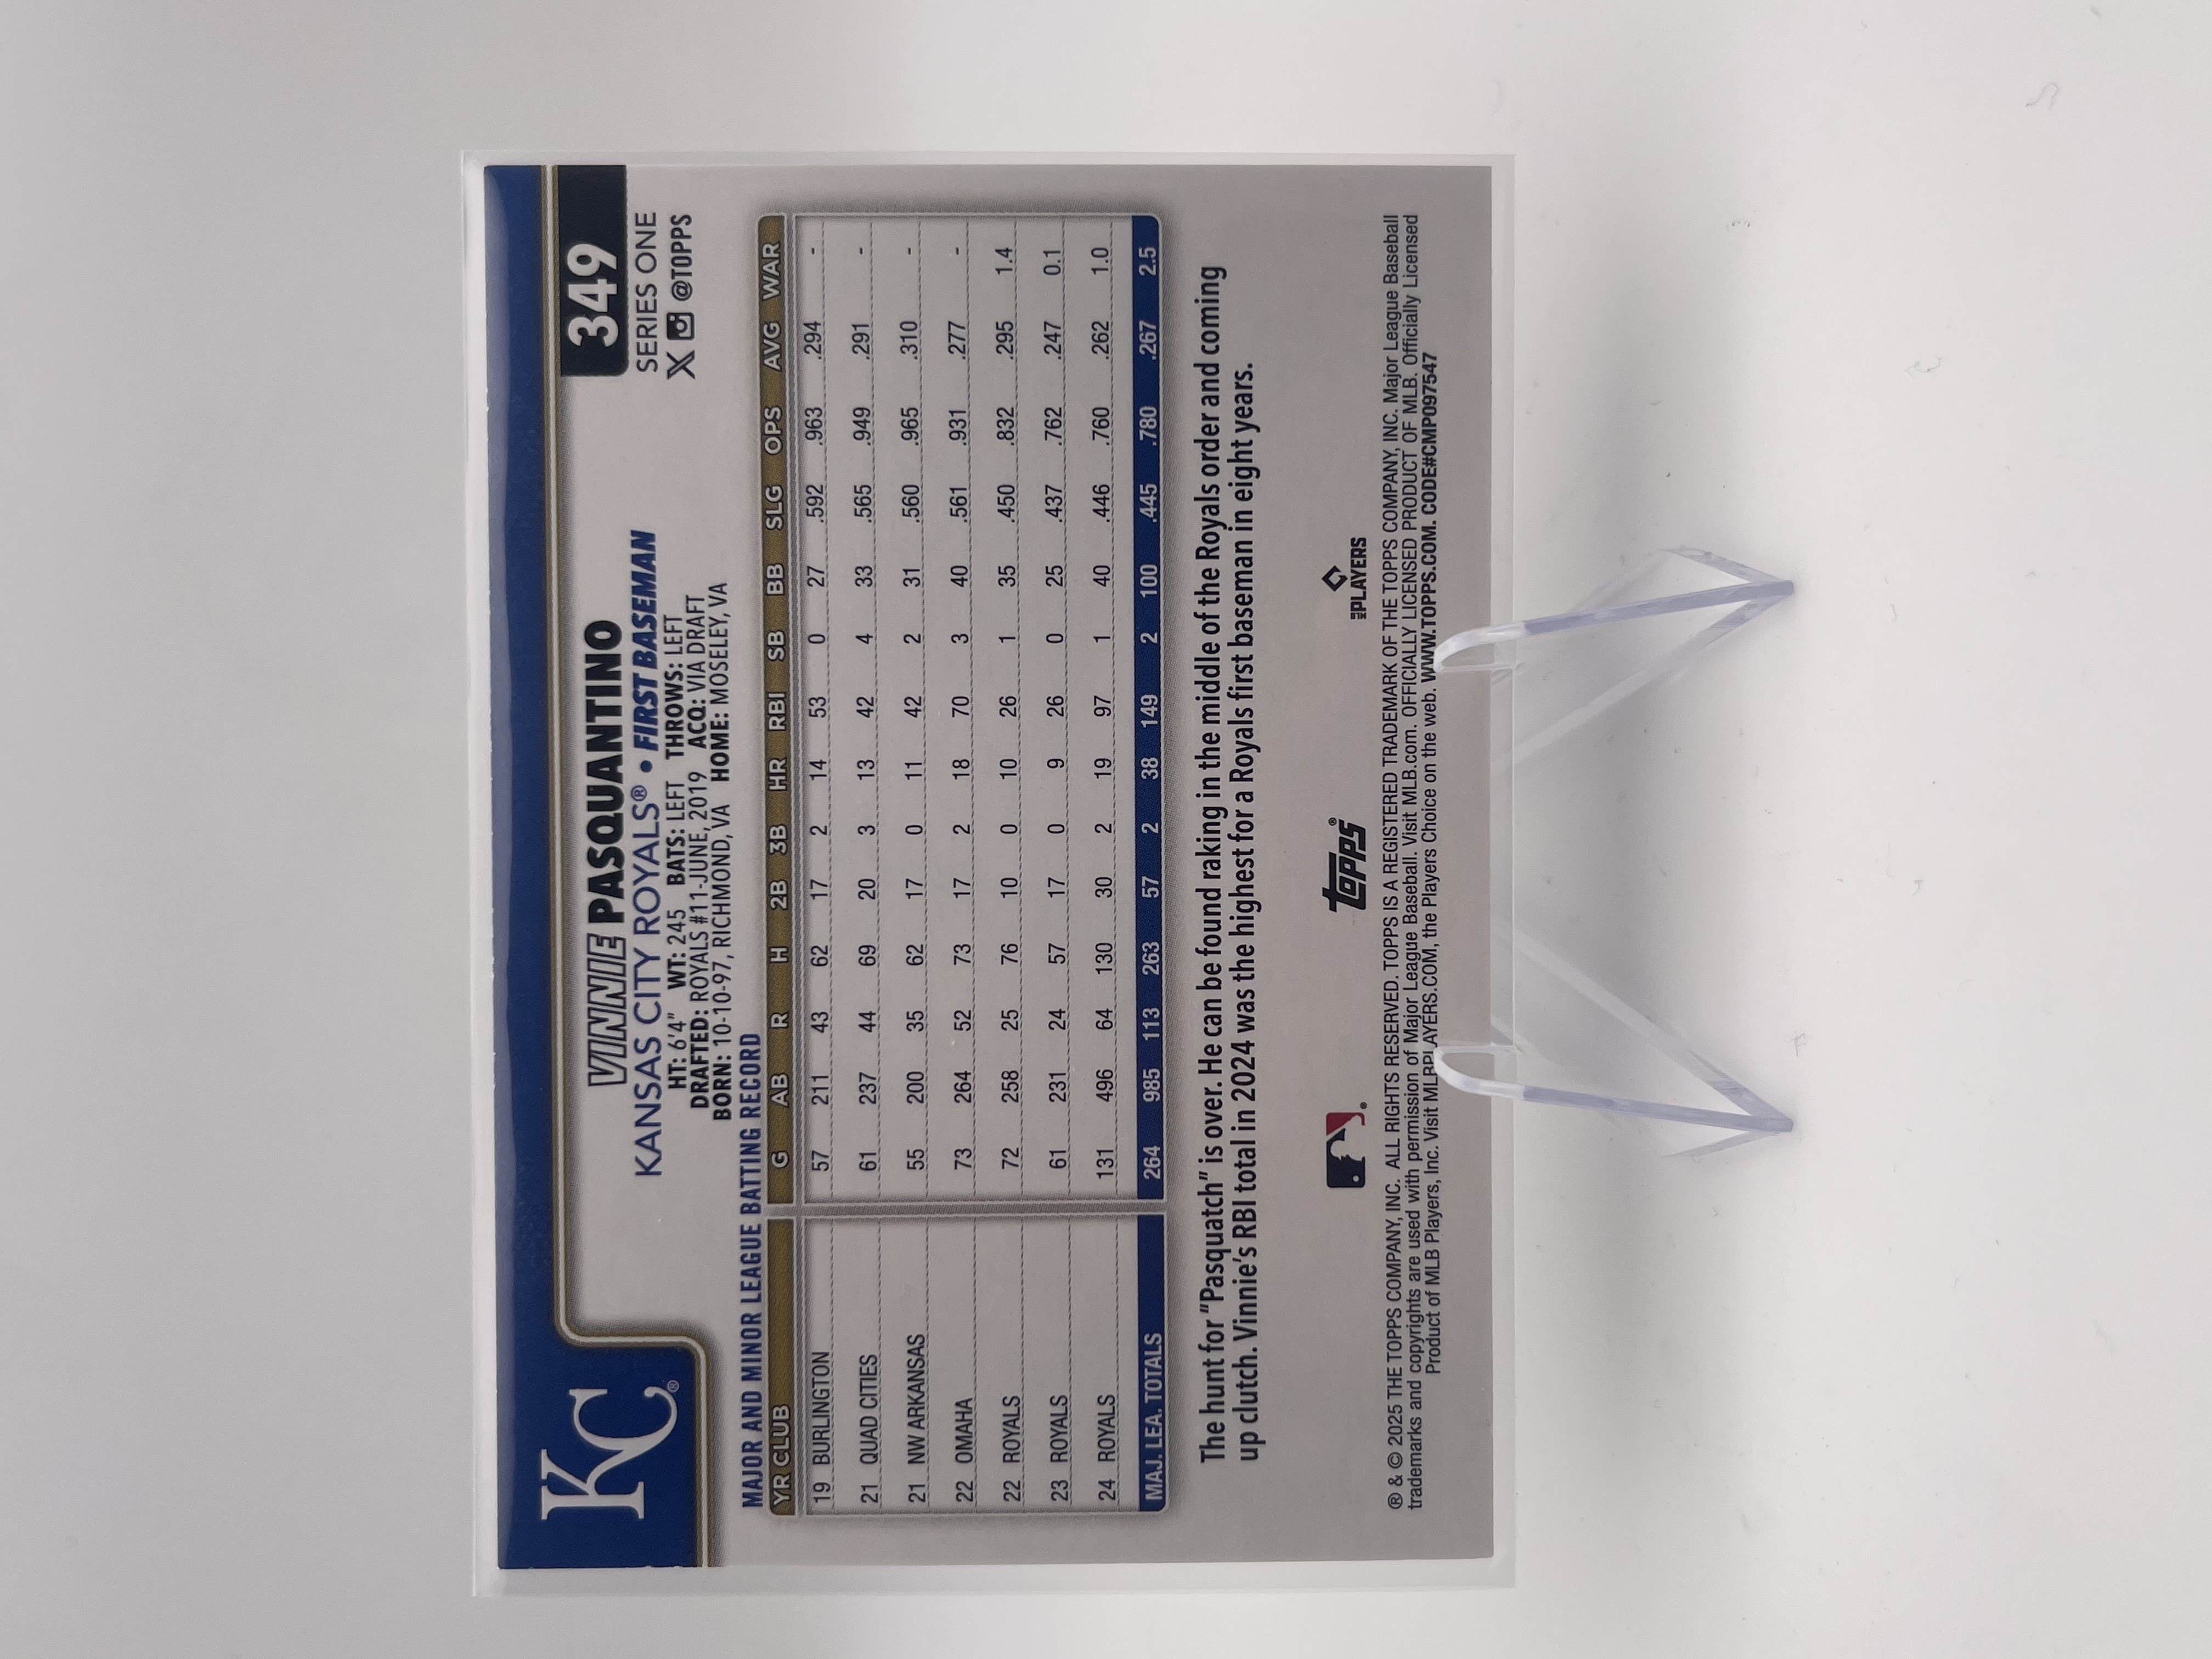 KC®
349
VINNIE PASQUANTINO
KANSAS CITY ROYALS® • FIRST BASEMAN
SERIES ONE
X @TOPPS
HT: 6'4" WT: 245 BATS: LEFT THROWS: LEFT
DRAFTED: ROYALS #11-JUNE, 2019 ACQ: VIA DRAFT
BORN: 10-10-97, RICHMOND, VA HOME: MOSELEY, VA
MAJOR AND MINOR LEAGUE BATTING RECORD
YR CLUB G AB R H 2B 3B HR RBI SB BB SLG OPS AVG WAR
19 BURLINGTON 57 211 43 62 17 2 14 53 0 27 .592 .963 .294 -
21 QUAD CITIES 61 237 44 69 20 3 13 42 4 33 .565 .949 .291 -
21 NW ARKANSAS 55 200 35 62 17 0 11 42 2 31 .560 .965 .310 -
22 OMAHA 73 264 52 73 17 2 18 70 3 40 .561 .931 .277 -
22 ROYALS 72 258 25 76 10 0 10 26 1 35 .450 .832 .295 1.4
23 ROYALS 61 231 24 57 17 0 9 26 0 25 .437 .762 .247 0.1
24 ROYALS 131 496 64 130 30 2 19 97 1 40 .446 .760 .262 1.0
MAJ. LEA. TOTALS 264 985 113 263 57 2 38 149 2 100 .445 .780 .267 2.5
The hunt for "Pasquatch" is over. He can be found raking in the middle of the Royals order and coming
up clutch. Vinnie's RBI total in 2024 was the highest for a Royals first baseman in eight years.
Topps® MLB PLAYERS
® & © 2025 THE TOPPS COMPANY, INC. ALL RIGHTS RESERVED. TOPPS IS A REGISTERED TRADEMARK OF THE TOPPS COMPANY, INC. Major League Baseball
trademarks and copyrights are used with permission of Major League Baseball. Visit MLB.com. OFFICIALLY LICENSED PRODUCT OF MLB. Officially Licensed
Product of MLB Players, Inc. Visit MLBPLAYERS.COM, the Players Choice on the web. WWW.TOPPS.COM. CODE#CMP097547